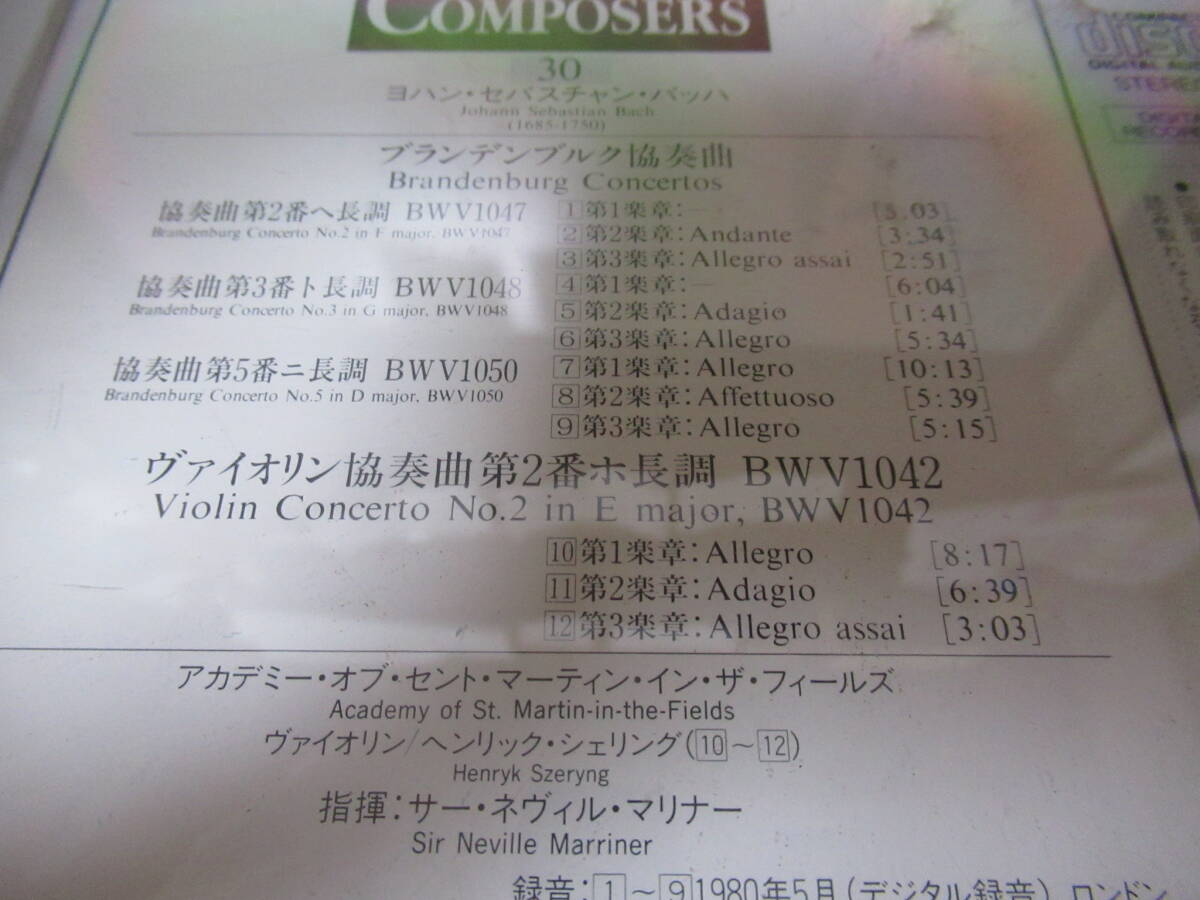 COMPOSERS
30
ヨハン・セバスチャン・バッハ
Johann Sebastian Bach
(1685-1750)
ブランデンブルク協奏曲
Brandenburg Concertos
協奏曲第2番ヘ長調 BWV1047
Brandenburg Concerto No.2 in F major, BWV1047
1 第1楽章:— [5:03]
2 第2楽章:Andante [3:34]
3 第3楽章:Allegro assai [2:51]
協奏曲第3番ト長調 BWV1048
Brandenburg Concerto No.3 in G major, BWV1048
4 第1楽章:— [6:04]
5 第2楽章:Adagio [1:41]
6 第3楽章:Allegro [5:34]
協奏曲第5番ニ長調 BWV1050
Brandenburg Concerto No.5 in D major, BWV1050
7 第1楽章:Allegro [10:13]
8 第2楽章:Affettuoso [5:39]
9 第3楽章:Allegro [5:15]
ヴァイオリン協奏曲第2番ホ長調 BWV1042
Violin Concerto No.2 in E major, BWV1042
10 第1楽章:Allegro [8:17]
11 第2楽章:Adagio [6:39]
12 第3楽章:Allegro assai [3:03]
アカデミー・オブ・セント・マーティン・イン・ザ・フィールズ
Academy of St. Martin-in-the-Fields
ヴァイオリン/ヘンリック・シェリング(10～12)
Henryk Szeryng
指揮:サー・ネヴィル・マリナー
Sir Neville Marriner
録音:1～9 1980年5月(デジタル録音)、ロンドン
COMPACT
disc
DIGITAL AUDIO
STEREO
DIGITAL
RECORD